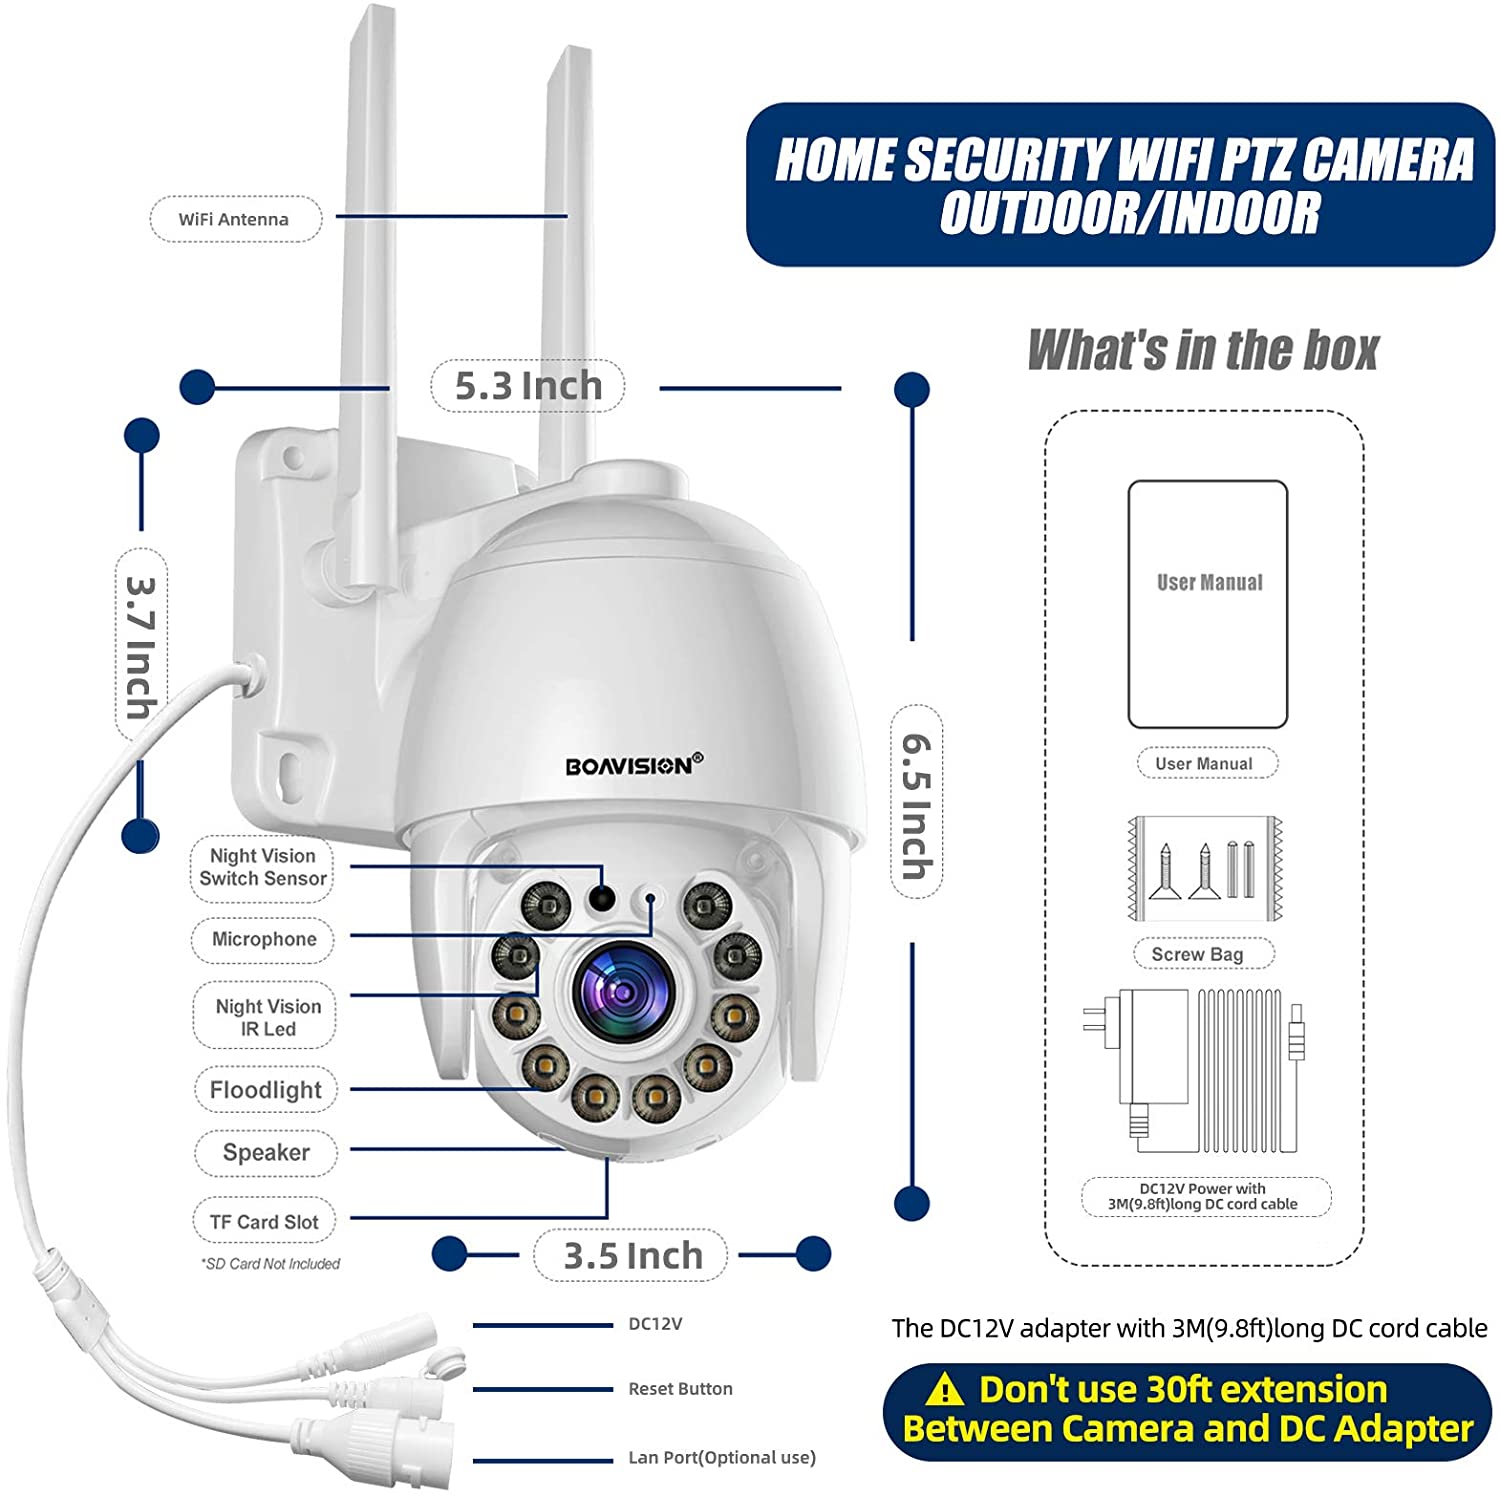 HOME SECURITY WIFI PTZ CAMERA
OUTDOOR/INDOOR
WiFi Antenna
5.3 Inch
3.7 Inch
6.5 Inch
BOAVISION®
Night Vision
Switch Sensor
Microphone
Night Vision
IR Led
Floodlight
Speaker
TF Card Slot
*SD Card Not Included
3.5 Inch
DC12V
Reset Button
Lan Port(Optional use)
What's in the box
User Manual
User Manual
Screw Bag
DC12V Power with
3M(9.8ft)long DC cord cable
The DC12V adapter with 3M(9.8ft)long DC cord cable
Don't use 30ft extension
Between Camera and DC Adapter